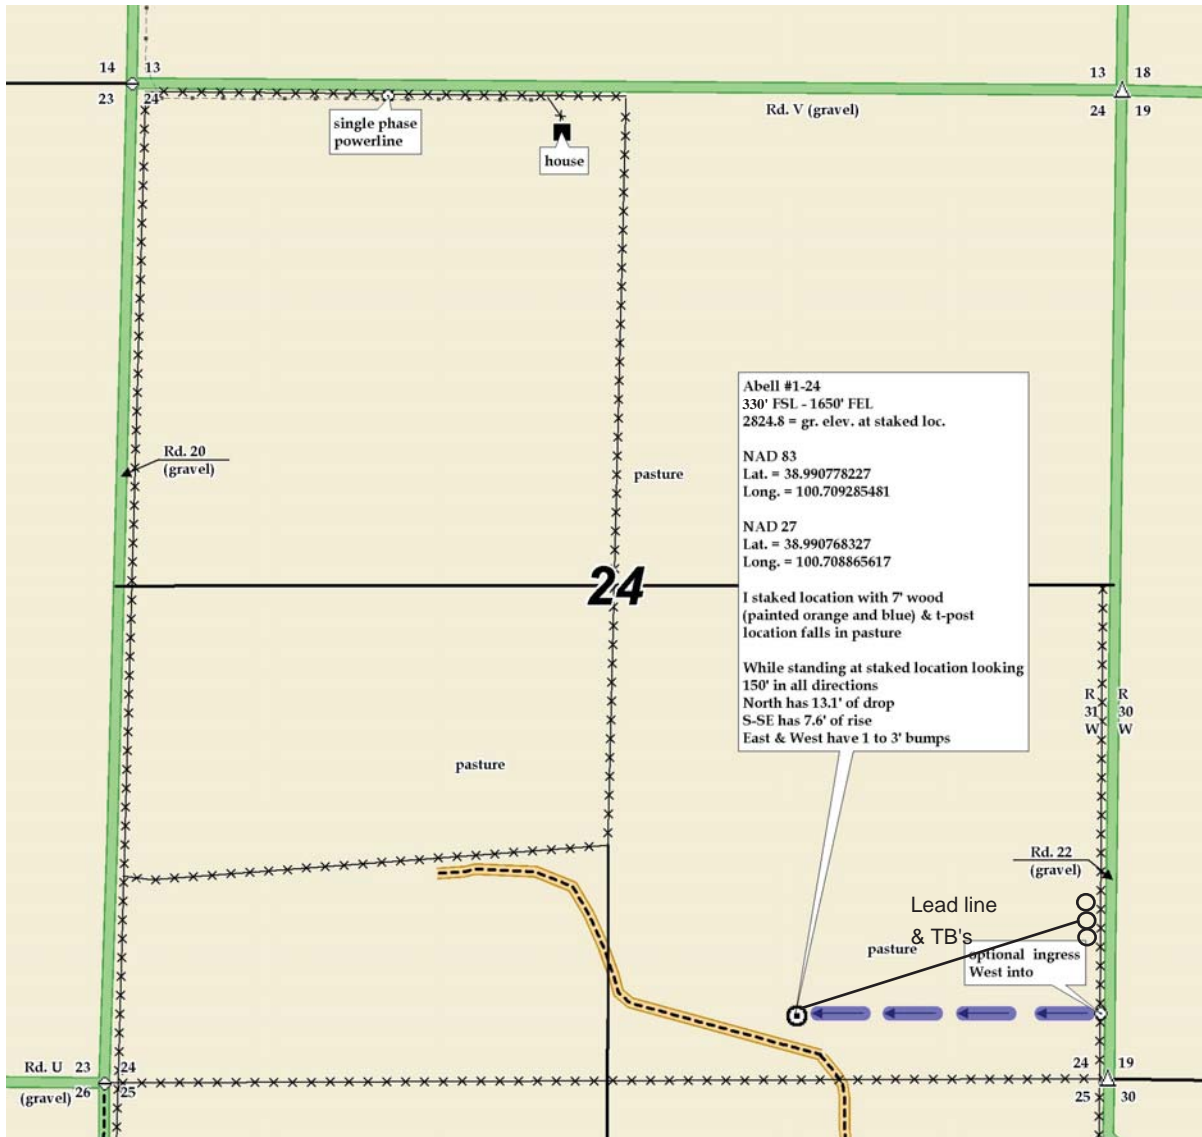 14 13
23 24
13 18
24 19
Rd. V (gravel)
single phase
powerline
house
Abell #1-24
330' FSL - 1650' FEL
2824.8 = gr. elev. at staked loc.
NAD 83
Lat. = 38.990778227
Long. = 100.709285481
NAD 27
Lat. = 38.990768327
Long. = 100.708865617
I staked location with 7' wood
(painted orange and blue) & t-post
location falls in pasture
While standing at staked location looking
150' in all directions
North has 13.1' of drop
S-SE has 7.6' of rise
East & West have 1 to 3' bumps
Rd. 20
(gravel)
pasture
24
R R
31 30
W W
pasture
Rd. 22
(gravel)
Lead line
& TB's
pasture
optional ingress
West into
Rd. U 23 24
(gravel) 26 25
24 19
25 30